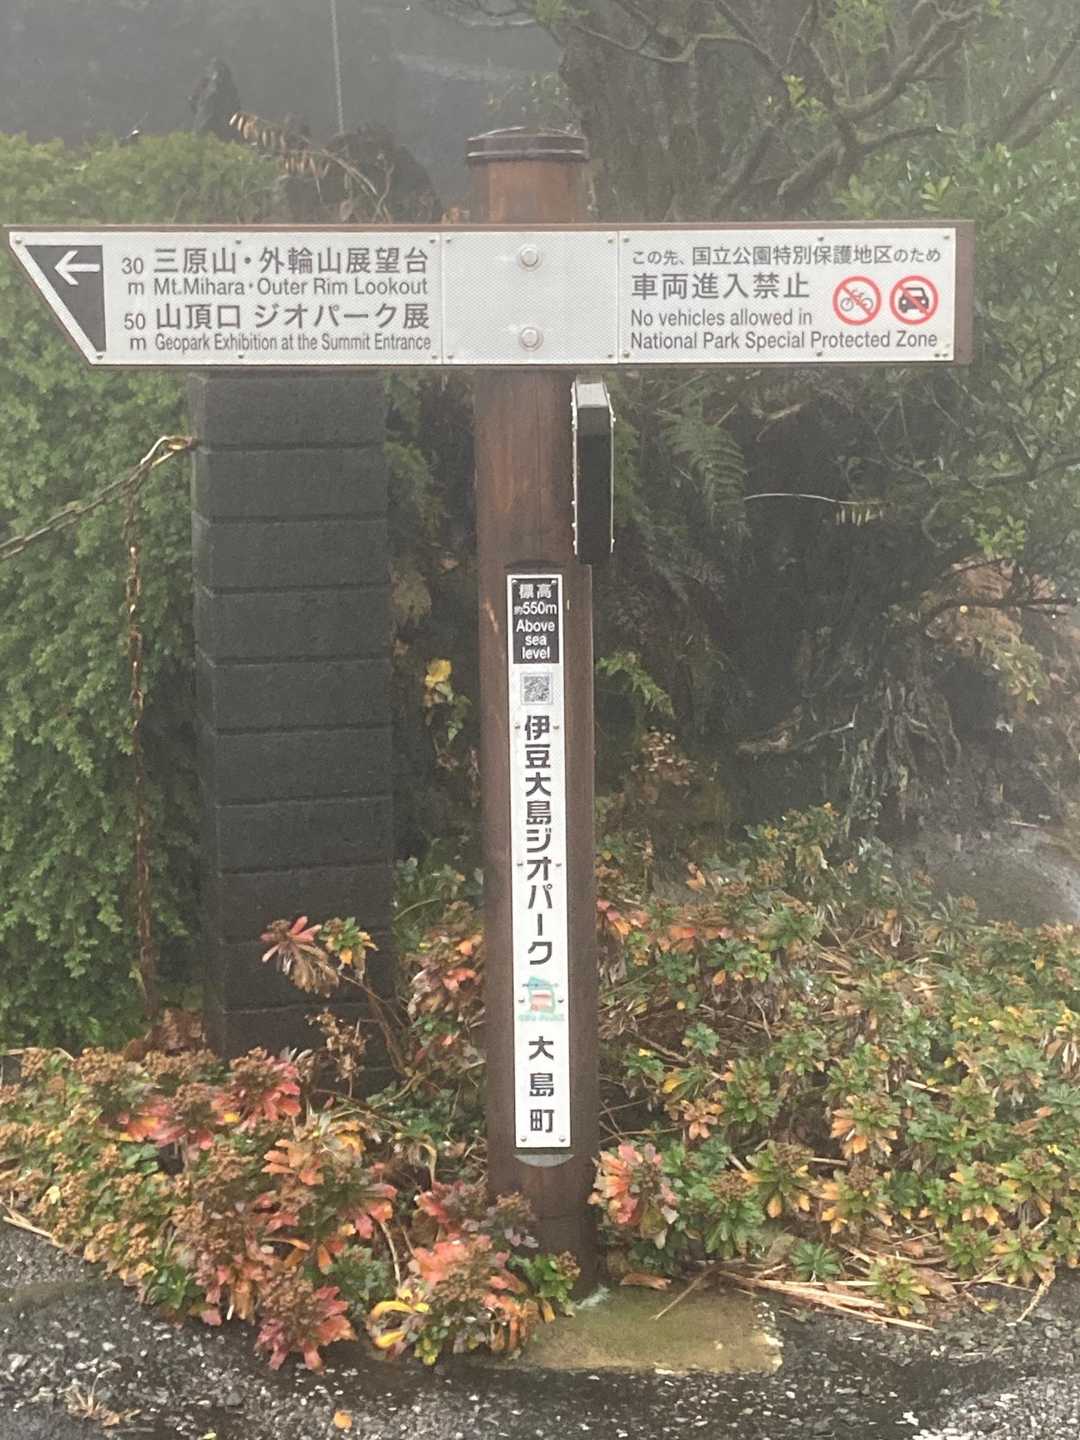 30 m 三原山・外輪山展望台
Mt.Mihara・Outer Rim Lookout
50 m 山頂口 ジオパーク展
Geopark Exhibition at the Summit Entrance
この先、国立公園特別保護地区のため
車両進入禁止
No vehicles allowed in
National Park Special Protected Zone
標高
約550m
Above
sea
level
伊豆大島ジオパーク
大島町